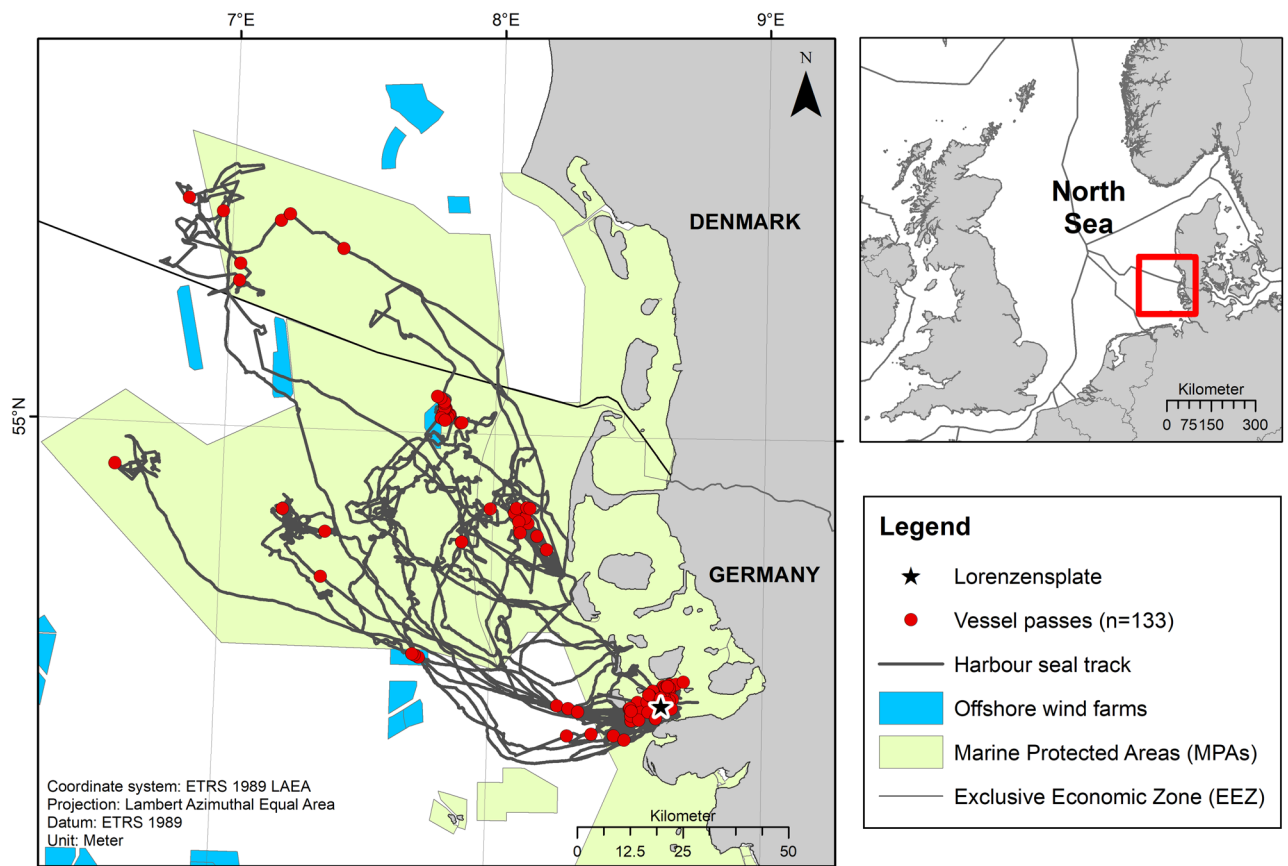 7°E
8°E
9°E
55°N
N
DENMARK
GERMANY
Coordinate system: ETRS 1989 LAEA
Projection: Lambert Azimuthal Equal Area
Datum: ETRS 1989
Unit: Meter
Kilometer
0 12.5 25 50
North
Sea
Kilometer
0 75 150 300
Legend
Lorenzensplate
Vessel passes (n=133)
Harbour seal track
Offshore wind farms
Marine Protected Areas (MPAs)
Exclusive Economic Zone (EEZ)